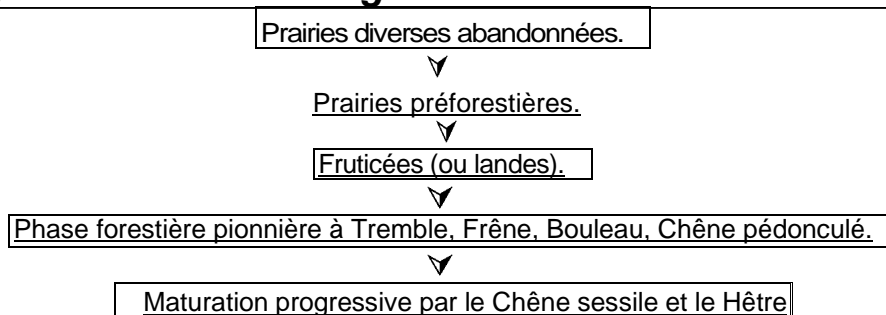 Prairies diverses abandonnées.
Prairies préforestières.
Fruticées (ou landes).
Phase forestière pionnière à Tremble, Frêne, Bouleau, Chêne pédonculé.
Maturation progressive par le Chêne sessile et le Hêtre